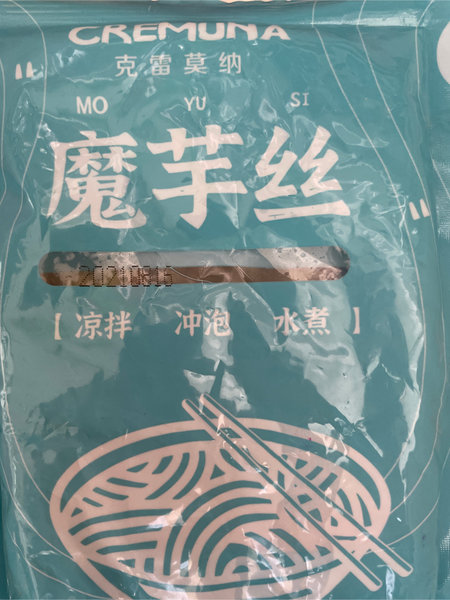 CREMUNA
克雷莫纳
MO YU SI
“魔芋丝”
20210815
【凉拌 冲泡 水煮】